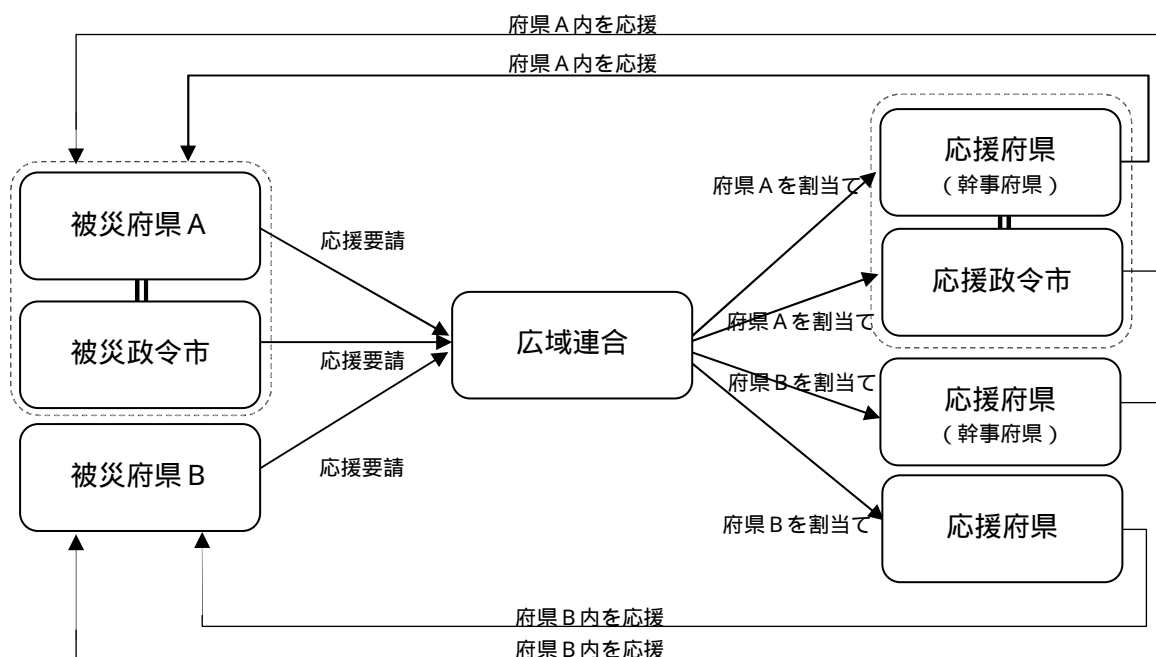 府県A内を応援
府県A内を応援
被災府県A
被災政令市
被災府県B
応援要請
応援要請
応援要請
広域連合
府県Aを割当て
府県Aを割当て
府県Bを割当て
府県Bを割当て
応援府県
(幹事府県)
応援政令市
応援府県
(幹事府県)
応援府県
府県B内を応援
府県B内を応援